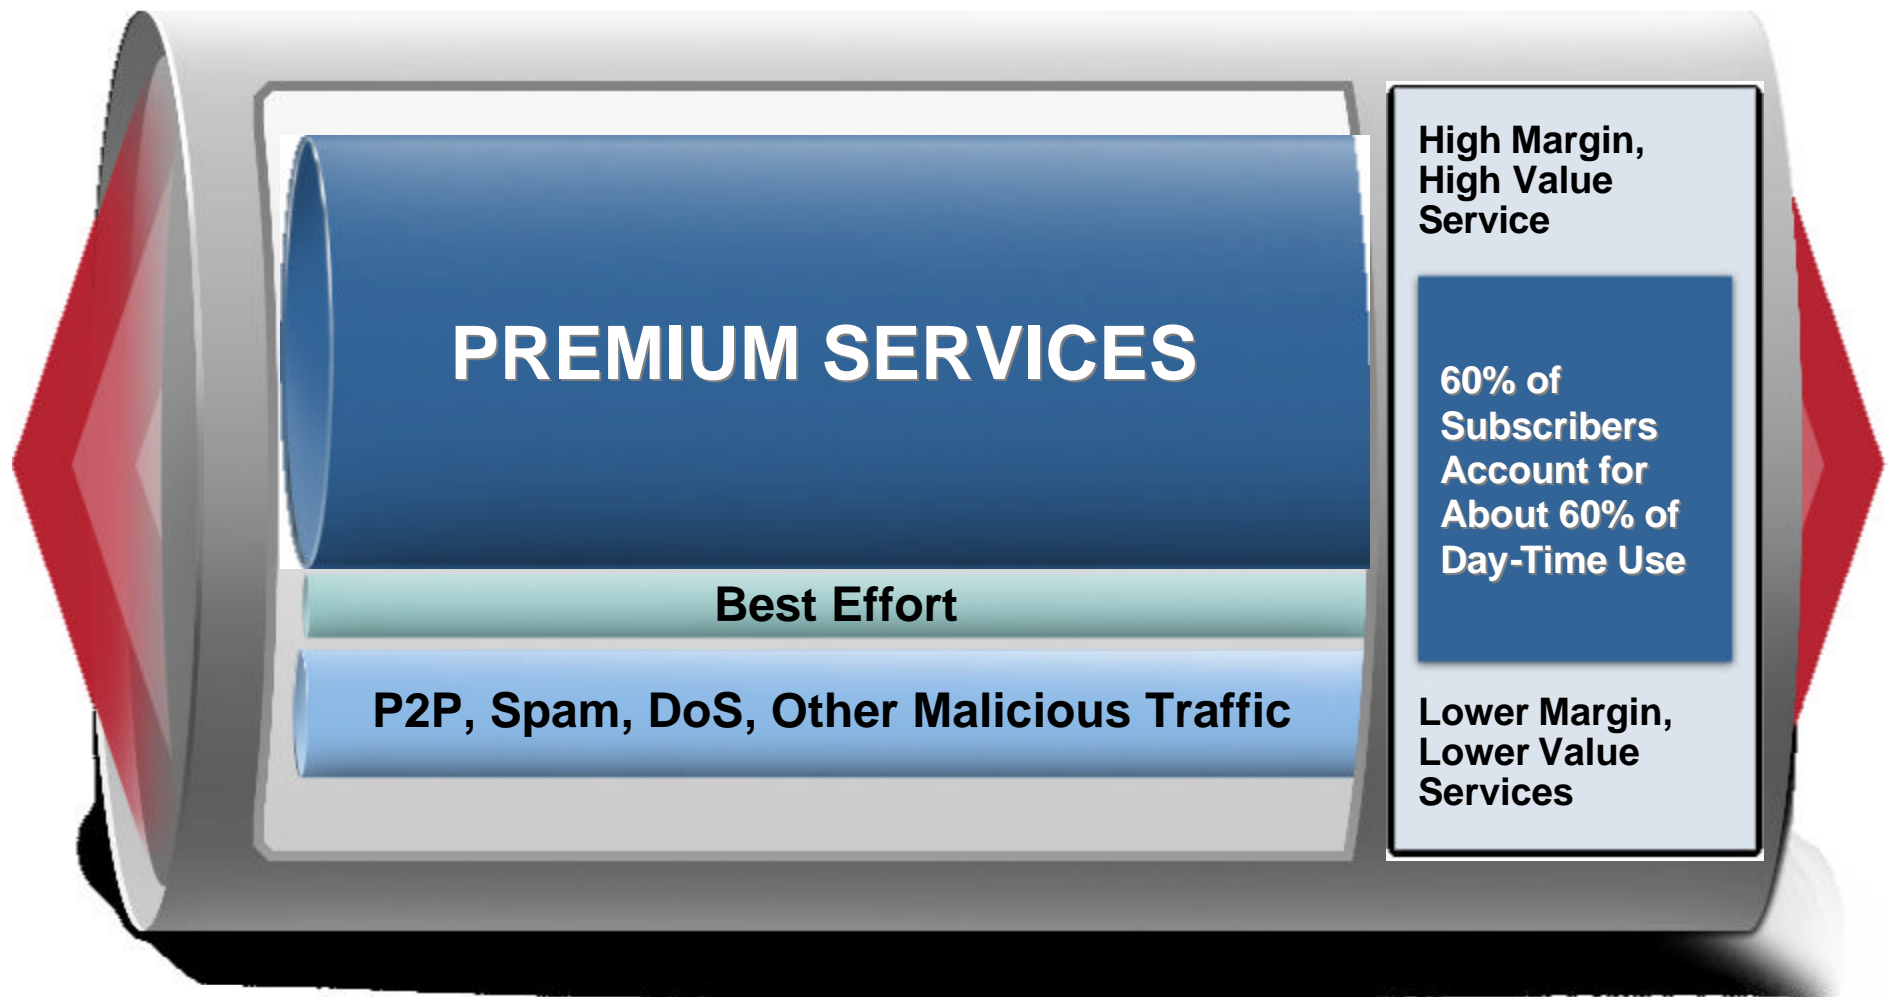 High Margin,
High Value
Service
PREMIUM SERVICES
60% of
Subscribers
Account for
About 60% of
Day-Time Use
Best Effort
P2P, Spam, DoS, Other Malicious Traffic
Lower Margin,
Lower Value
Services